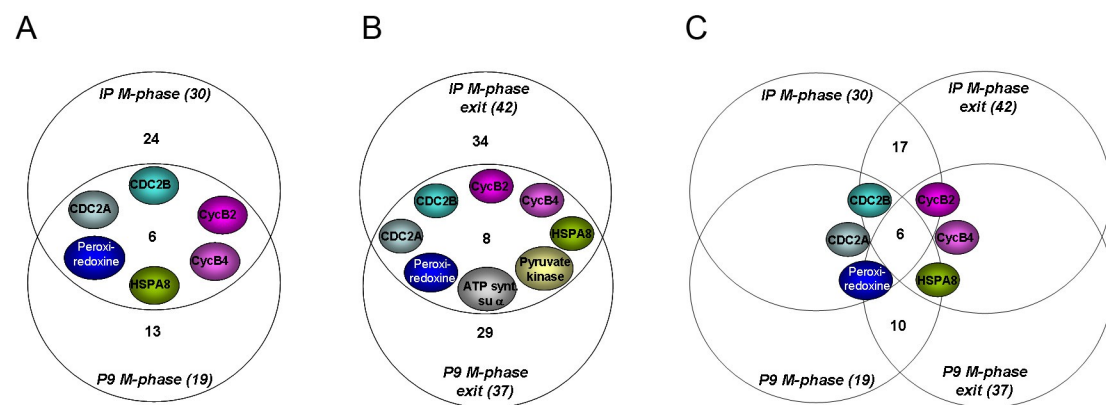 A
IP M-phase (30)
24
CDC2B
CDC2A
CycB2
6
Peroxi-
redoxine
CycB4
HSPA8
13
P9 M-phase (19)
B
IP M-phase
exit (42)
34
CycB2
CDC2B
CycB4
CDC2A
8
HSPA8
Peroxi-
redoxine
Pyruvate
kinase
ATP synt.
su α
29
P9 M-phase
exit (37)
C
IP M-phase (30)
IP M-phase
exit (42)
17
CDC2B
CycB2
CDC2A
6
CycB4
Peroxi-
redoxine
HSPA8
10
P9 M-phase (19)
P9 M-phase
exit (37)